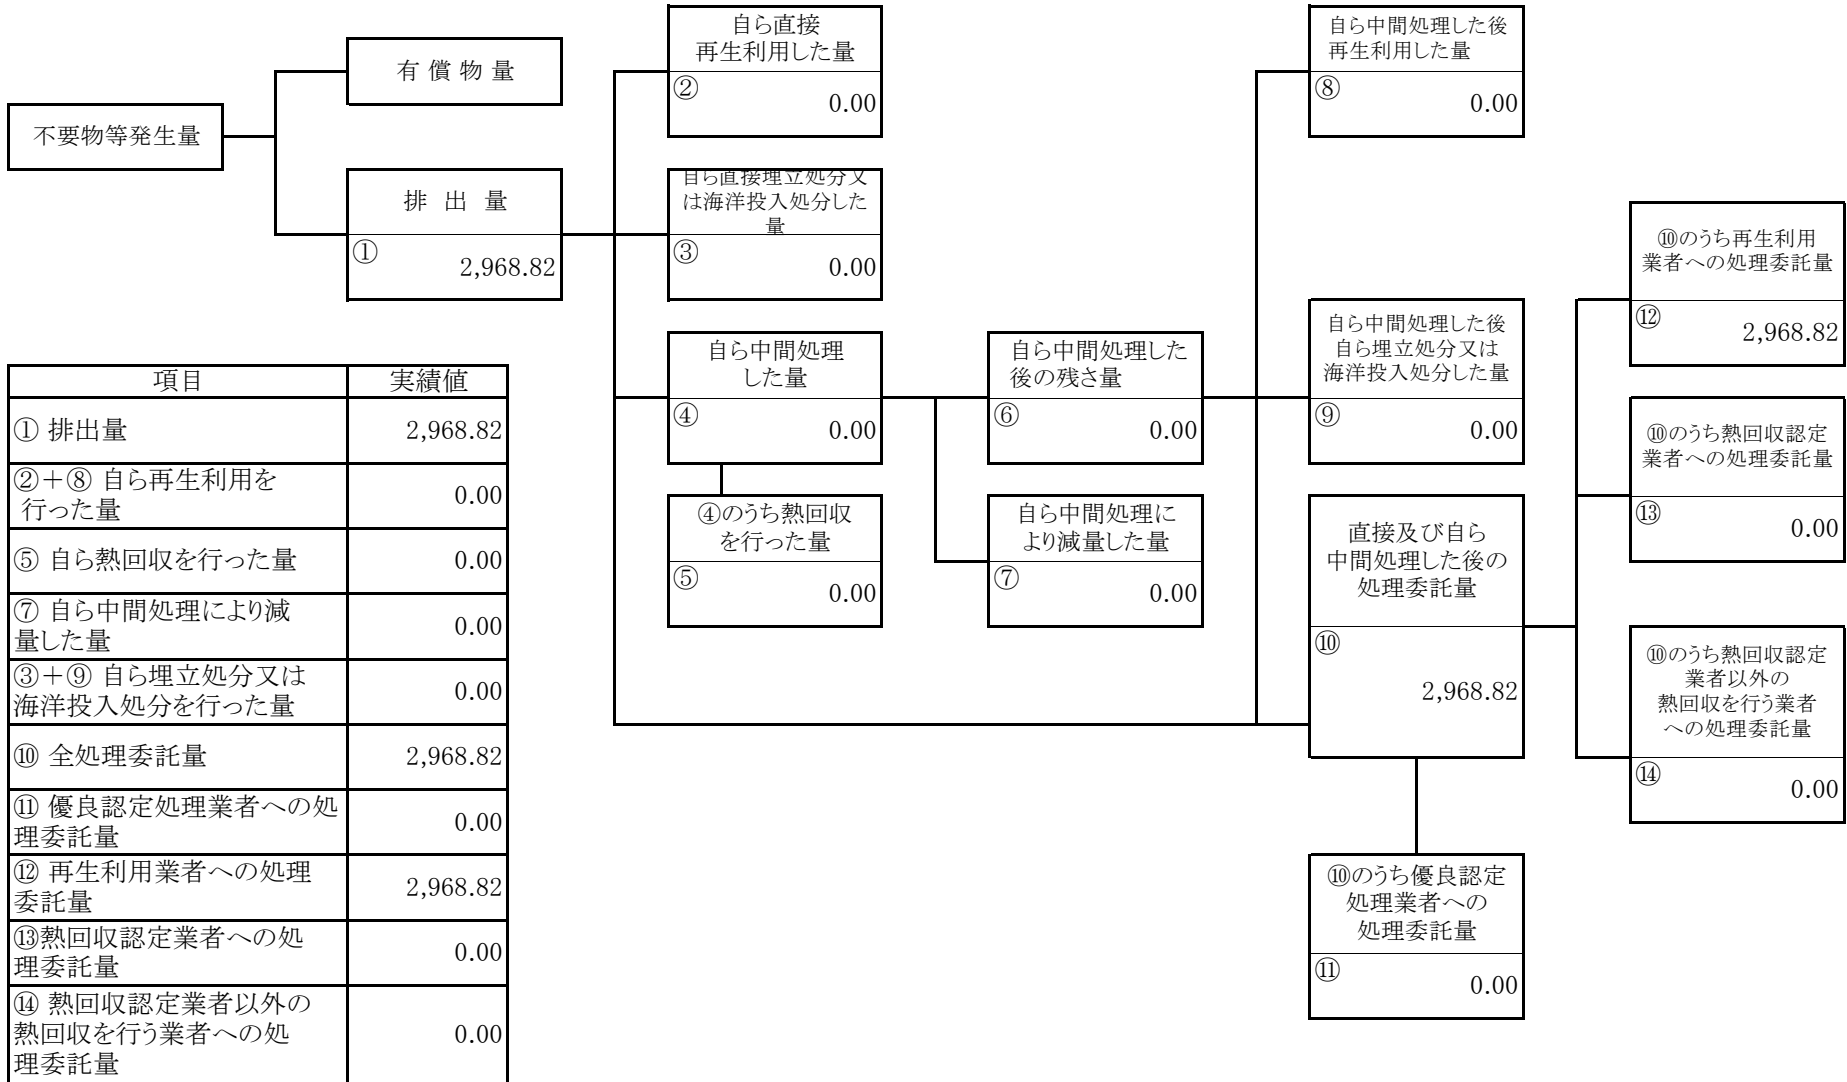 不要物等発生量
有 償 物 量
排 出 量
①
2,968.82
自ら直接
再生利用した量
②
0.00
自ら直接埋立処分又
は海洋投入処分した
量
③
0.00
自ら中間処理
した量
④
0.00
④のうち熱回収
を行った量
⑤
0.00
自ら中間処理した
後の残さ量
⑥
0.00
自ら中間処理に
より減量した量
⑦
0.00
自ら中間処理した後
再生利用した量
⑧
0.00
自ら中間処理した後
自ら埋立処分又は
海洋投入処分した量
⑨
0.00
直接及び自ら
中間処理した後の
処理委託量
⑩
2,968.82
⑩のうち優良認定
処理業者への
処理委託量
⑪
0.00
⑩のうち再生利用
業者への処理委託量
⑫
2,968.82
⑩のうち熱回収認定
業者への処理委託量
⑬
0.00
⑩のうち熱回収認定
業者以外の
熱回収を行う業者
への処理委託量
⑭
0.00
項目 実績値
① 排出量 2,968.82
②＋⑧ 自ら再生利用を
行った量 0.00
⑤ 自ら熱回収を行った量 0.00
⑦ 自ら中間処理により減
量した量 0.00
③＋⑨ 自ら埋立処分又は
海洋投入処分を行った量 0.00
⑩ 全処理委託量 2,968.82
⑪ 優良認定処理業者への処
理委託量 0.00
⑫ 再生利用業者への処理
委託量 2,968.82
⑬熱回収認定業者への処
理委託量 0.00
⑭ 熱回収認定業者以外の
熱回収を行う業者への処
理委託量 0.00